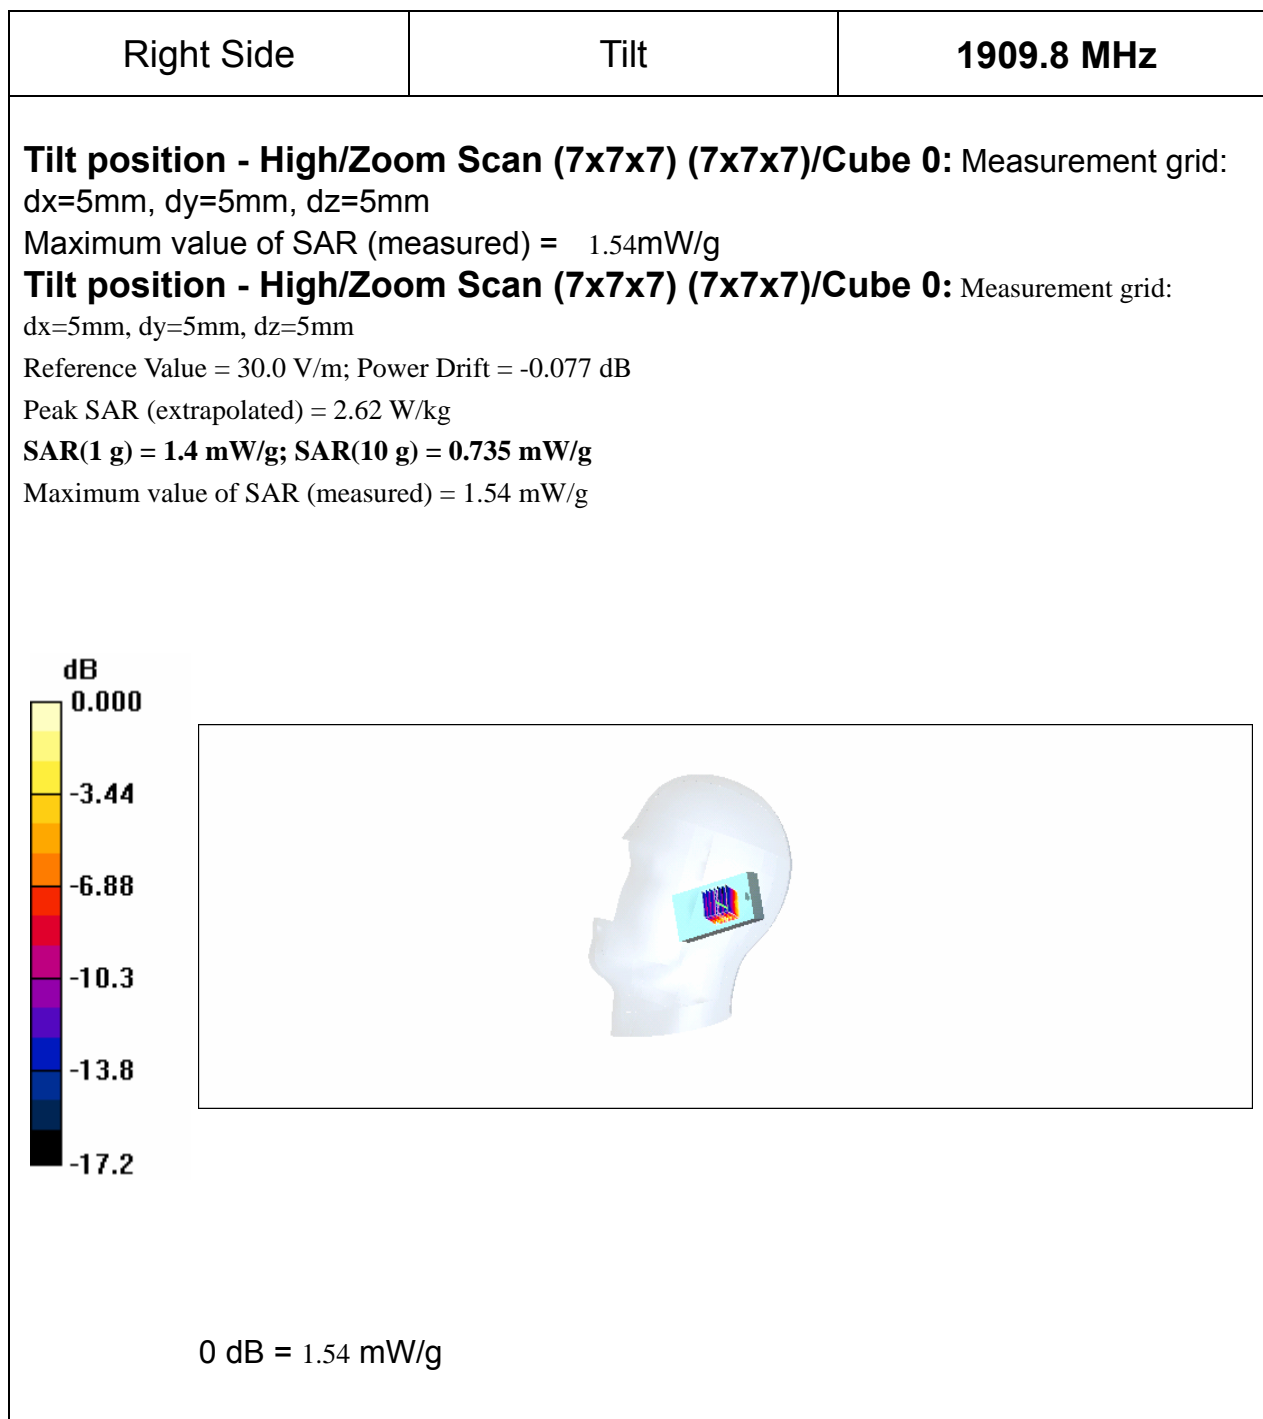 Right Side Tilt 1909.8 MHz
Tilt position - High/Zoom Scan (7x7x7) (7x7x7)/Cube 0: Measurement grid:
dx=5mm, dy=5mm, dz=5mm
Maximum value of SAR (measured) = 1.54mW/g
Tilt position - High/Zoom Scan (7x7x7) (7x7x7)/Cube 0: Measurement grid:
dx=5mm, dy=5mm, dz=5mm
Reference Value = 30.0 V/m; Power Drift = -0.077 dB
Peak SAR (extrapolated) = 2.62 W/kg
SAR(1 g) = 1.4 mW/g; SAR(10 g) = 0.735 mW/g
Maximum value of SAR (measured) = 1.54 mW/g
dB
0.000
-3.44
-6.88
-10.3
-13.8
-17.2
0 dB = 1.54 mW/g